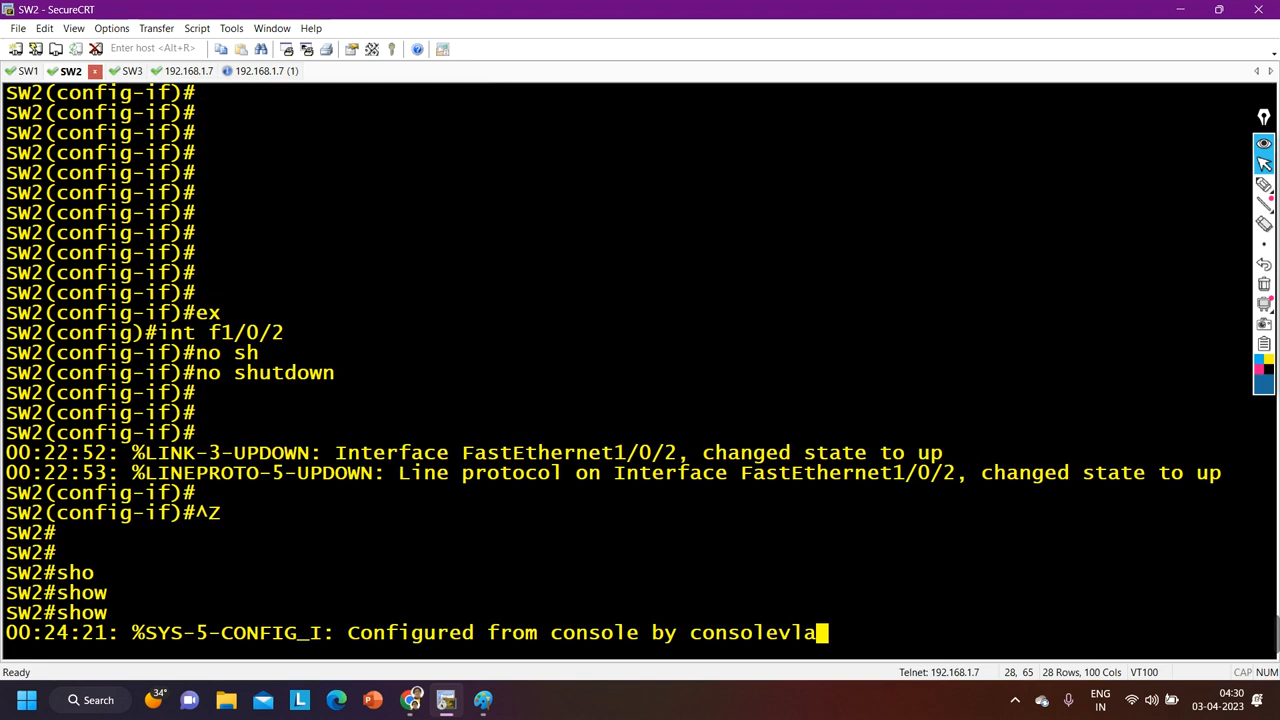 SW2 - SecureCRT
File Edit View Options Transfer Script Tools Window Help
Enter host <Alt+R>
SW1 SW2 x SW3 192.168.1.7 192.168.1.7 (1)
SW2(config-if)#
SW2(config-if)#
SW2(config-if)#
SW2(config-if)#
SW2(config-if)#
SW2(config-if)#
SW2(config-if)#
SW2(config-if)#
SW2(config-if)#
SW2(config-if)#
SW2(config-if)#
SW2(config-if)#ex
SW2(config)#int f1/0/2
SW2(config-if)#no sh
SW2(config-if)#no shutdown
SW2(config-if)#
SW2(config-if)#
SW2(config-if)#
00:22:52: %LINK-3-UPDOWN: Interface FastEthernet1/0/2, changed state to up
00:22:53: %LINEPROTO-5-UPDOWN: Line protocol on Interface FastEthernet1/0/2, changed state to up
SW2(config-if)#
SW2(config-if)#^Z
SW2#
SW2#
SW2#sho
SW2#show
SW2#show
00:24:21: %SYS-5-CONFIG_I: Configured from console by consolevla
Ready Telnet: 192.168.1.7 28, 65 28 Rows, 100 Cols VT100 CAP NUM
34° Search ENG 04:30
IN 03-04-2023